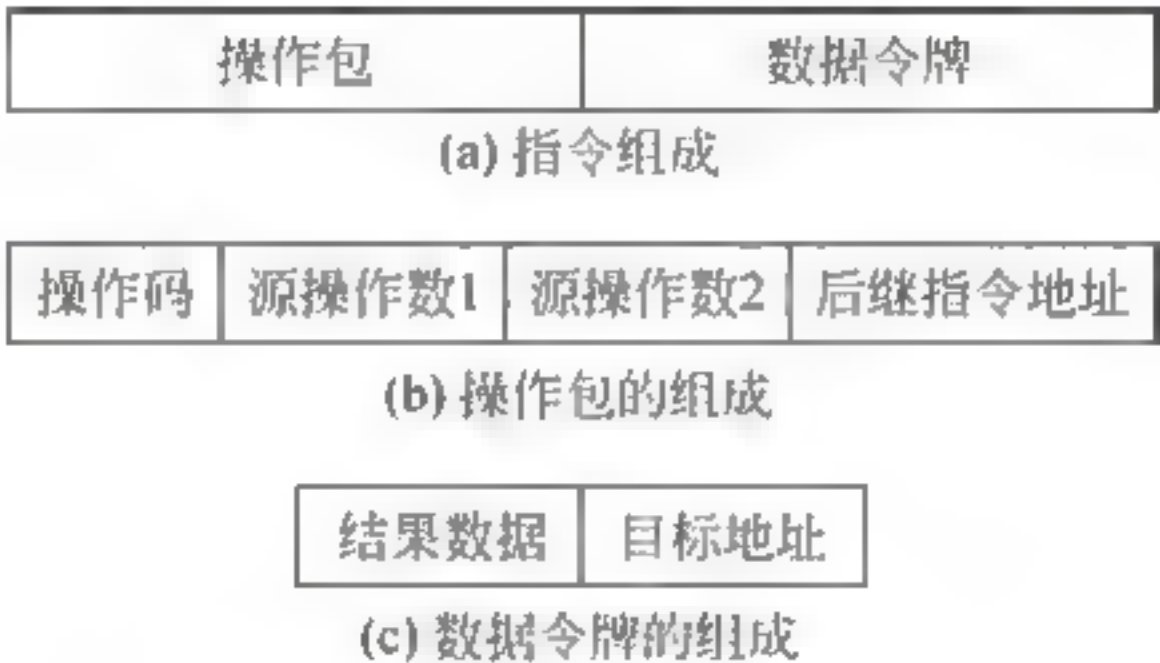 操作包 数据令牌
(a) 指令组成
操作码 源操作数1 源操作数2 后继指令地址
(b) 操作包的组成
结果数据 目标地址
(c) 数据令牌的组成